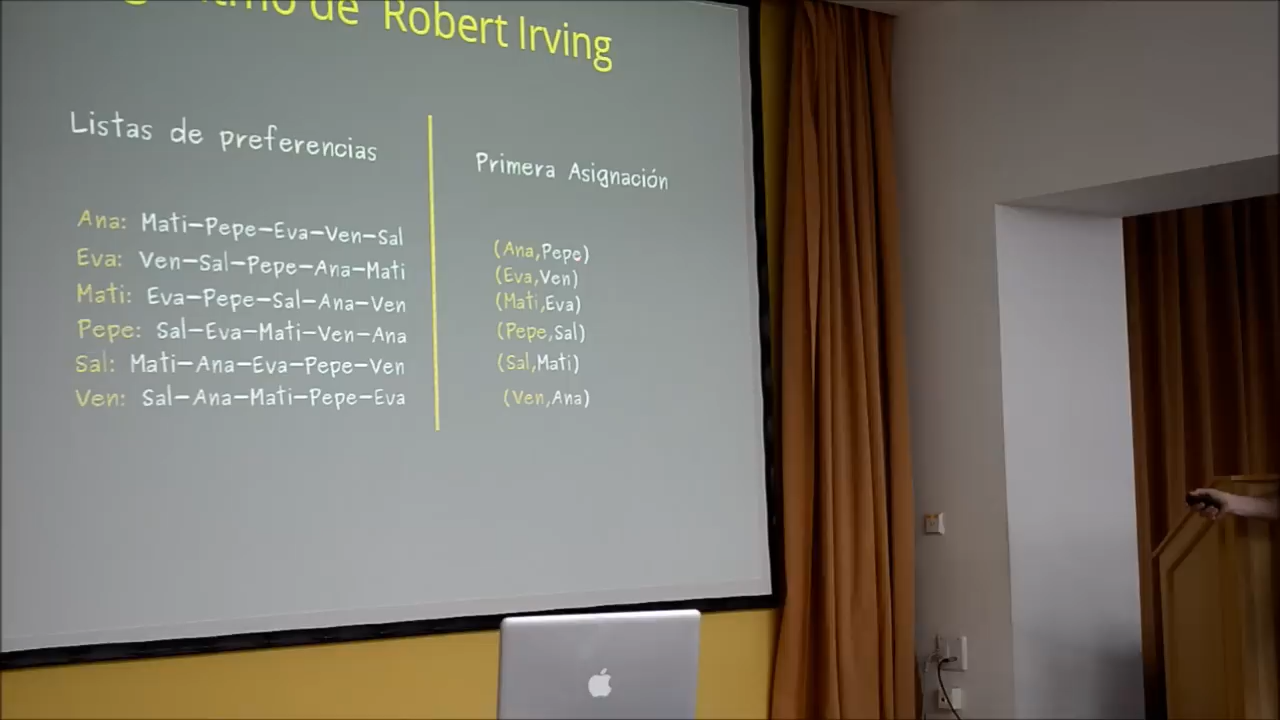 de Robert Irving
Listas de preferencias
Ana: Mati-Pepe-Eva-Ven-Sal
Eva: Ven-Sal-Pepe-Ana-Mati
Mati: Eva-Pepe-Sal-Ana-Ven
Pepe: Sal-Eva-Mati-Ven-Ana
Sal: Mati-Ana-Eva-Pepe-Ven
Ven: Sal-Ana-Mati-Pepe-Eva
Primera Asignación
(Ana,Pepe)
(Eva,Ven)
(Mati,Eva)
(Pepe,Sal)
(Sal,Mati)
(Ven,Ana)